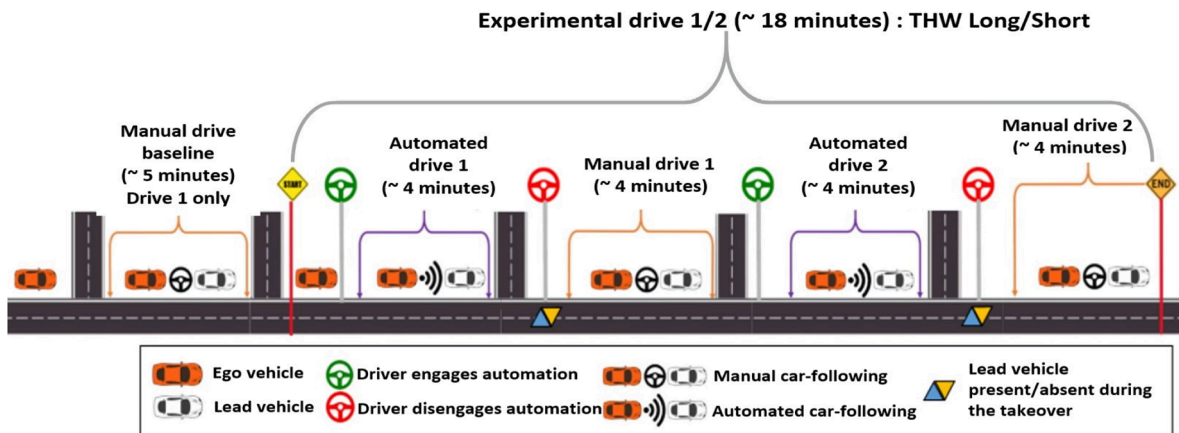 Experimental drive 1/2 (~ 18 minutes) : THW Long/Short
Manual drive
baseline
(~ 5 minutes)
Drive 1 only
START
Automated
drive 1
(~ 4 minutes)
Manual drive 1
(~ 4 minutes)
Automated
drive 2
(~ 4 minutes)
Manual drive 2
(~ 4 minutes)
END
Ego vehicle
Lead vehicle
Driver engages automation
Driver disengages automation
Manual car-following
Automated car-following
Lead vehicle
present/absent during
the takeover